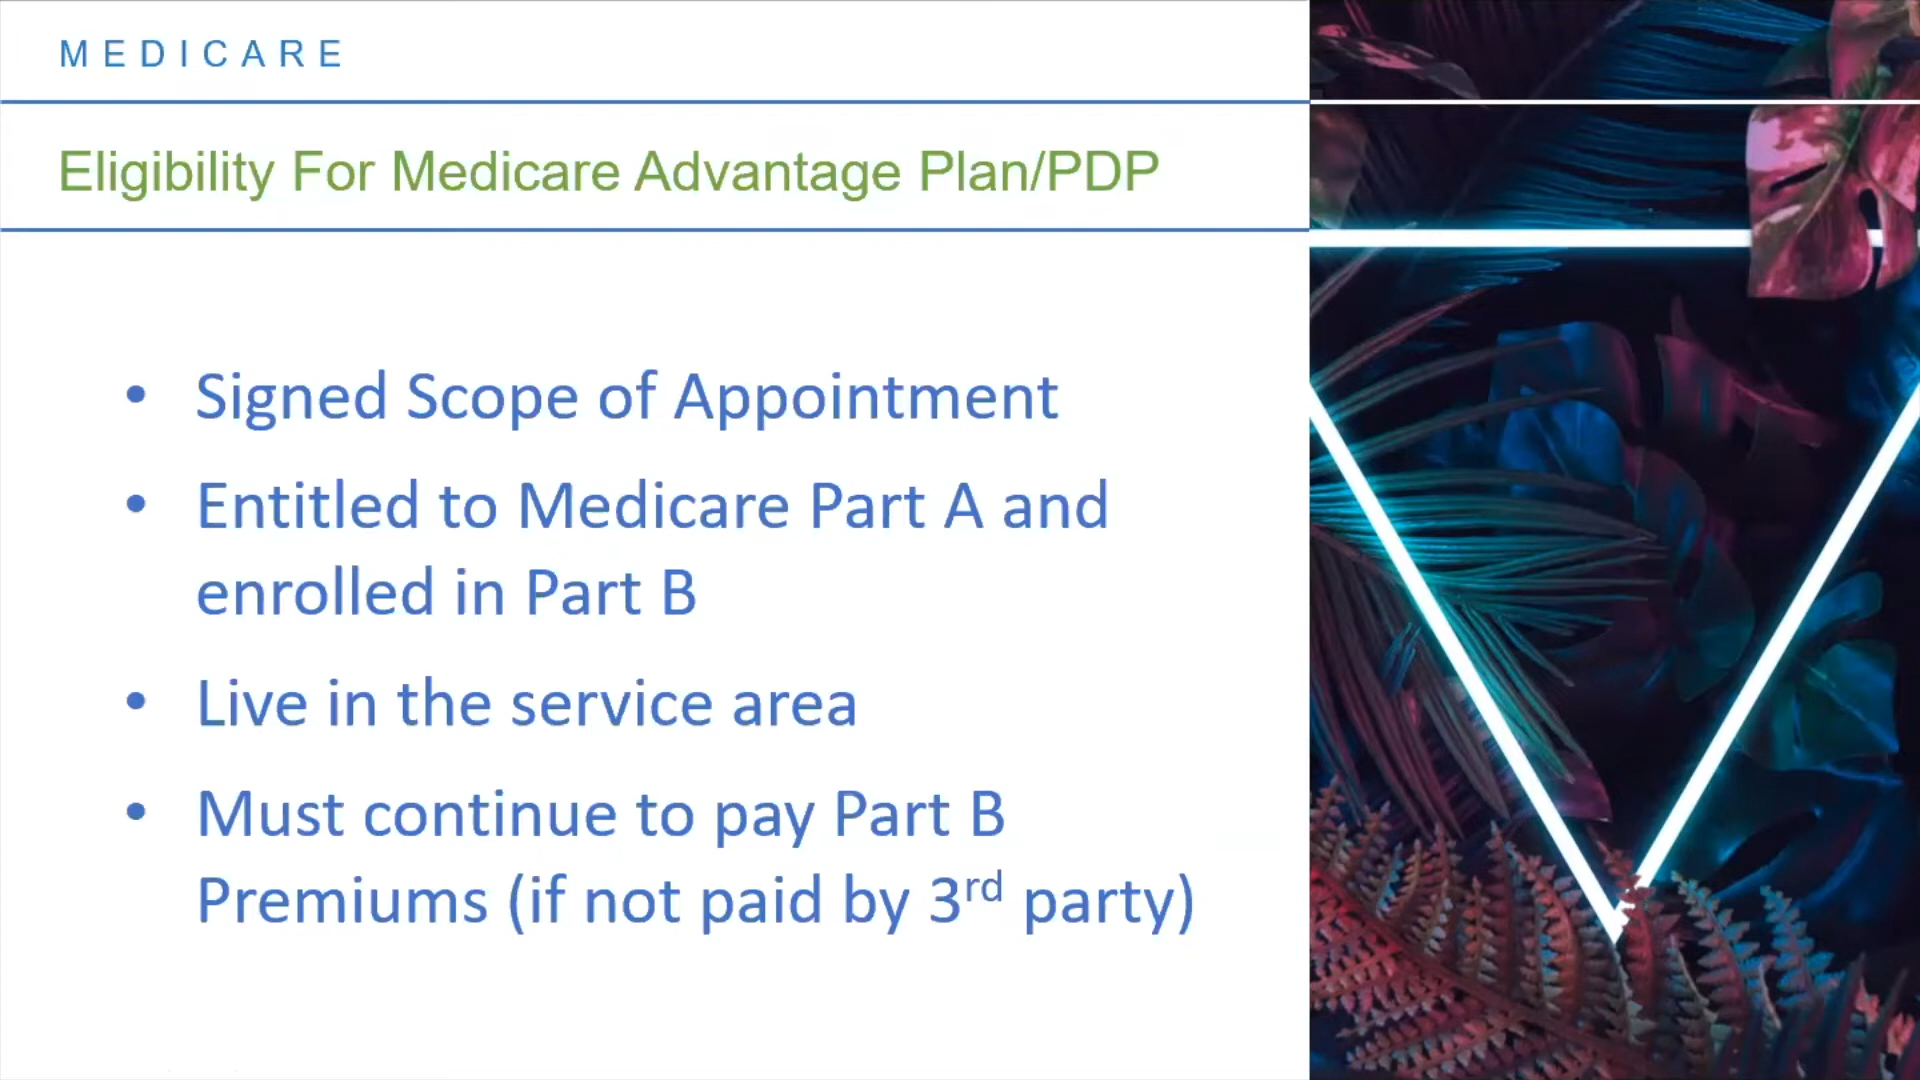 MEDICARE
Eligibility For Medicare Advantage Plan/PDP
• Signed Scope of Appointment
• Entitled to Medicare Part A and
enrolled in Part B
• Live in the service area
• Must continue to pay Part B
Premiums (if not paid by 3rd party)